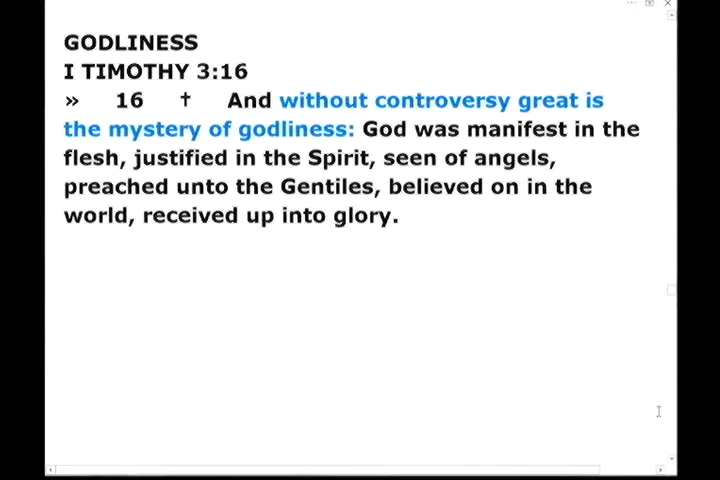 GODLINESS
I TIMOTHY 3:16
» 16 ✝ And without controversy great is
the mystery of godliness: God was manifest in the
flesh, justified in the Spirit, seen of angels,
preached unto the Gentiles, believed on in the
world, received up into glory.